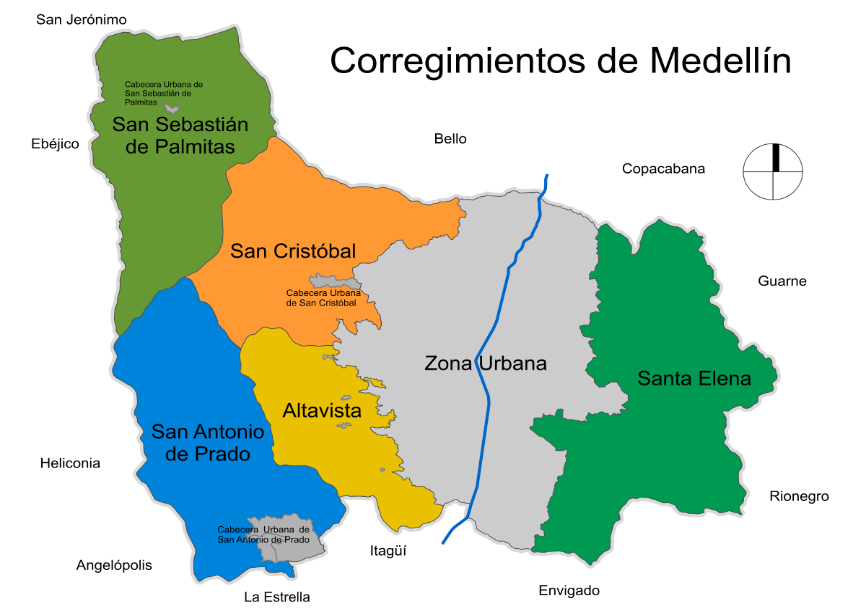 San Jerónimo
Corregimientos de Medellín
Cabecera Urbana de
San Sebastián de
Palmitas
San Sebastián
de Palmitas
Ebéjico
Bello
Copacabana
San Cristóbal
Guarne
Cabecera Urbana
de San Cristóbal
Zona Urbana
Santa Elena
Altavista
San Antonio
de Prado
Heliconia
Rionegro
Cabecera Urbana de
San Antonio de Prado
Itagüí
Angelópolis
Envigado
La Estrella